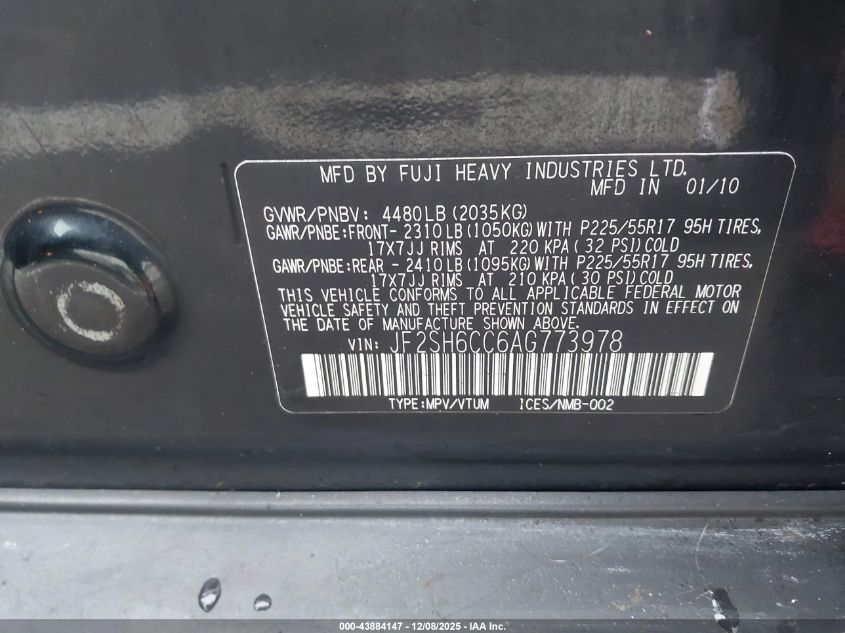 MFD BY FUJI HEAVY INDUSTRIES LTD.
MFD IN 01/10
GVWR/PNBV: 4480LB (2035KG)
GAWR/PNBE:FRONT- 2310LB (1050KG) WITH P225/55R17 95H TIRES,
17X7JJ RIMS AT 220 KPA ( 32 PSI) COLD
GAWR/PNBE:REAR - 2410LB (1095KG) WITH P225/55R17 95H TIRES,
17X7JJ RIMS AT 210 KPA ( 30 PSI) COLD
THIS VEHICLE CONFORMS TO ALL APPLICABLE FEDERAL MOTOR
VEHICLE SAFETY AND THEFT PREVENTION STANDARDS IN EFFECT ON
THE DATE OF MANUFACTURE SHOWN ABOVE.
VIN: JF2SH6CC6AG773978
TYPE:MPV/VTUM ICES/NMB-002
000-43884147 - 12/08/2025 - IAA Inc.